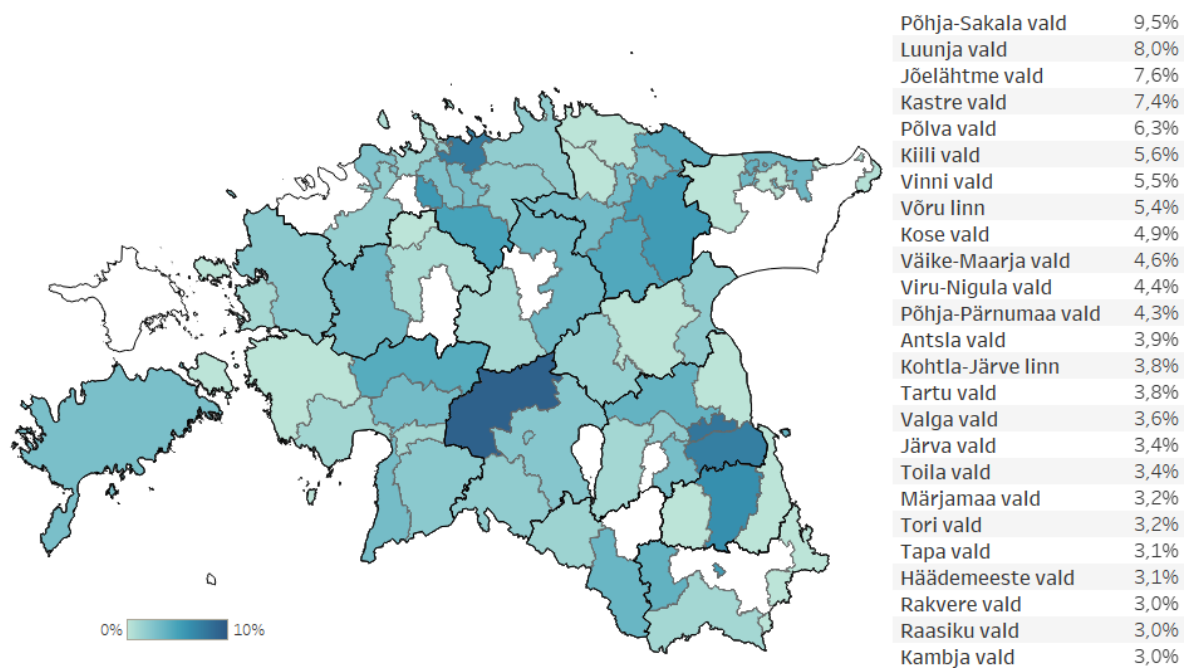 Põhja-Sakala vald 9,5%
Luunja vald 8,0%
Jõelähtme vald 7,6%
Kastre vald 7,4%
Põlva vald 6,3%
Kiili vald 5,6%
Vinni vald 5,5%
Võru linn 5,4%
Kose vald 4,9%
Väike-Maarja vald 4,6%
Viru-Nigula vald 4,4%
Põhja-Pärnumaa vald 4,3%
Antsla vald 3,9%
Kohtla-Järve linn 3,8%
Tartu vald 3,8%
Valga vald 3,6%
Järva vald 3,4%
Toila vald 3,4%
Märjamaa vald 3,2%
Tori vald 3,2%
Tapa vald 3,1%
Häädemeeste vald 3,1%
Rakvere vald 3,0%
Raasiku vald 3,0%
Kambja vald 3,0%
0% 10%